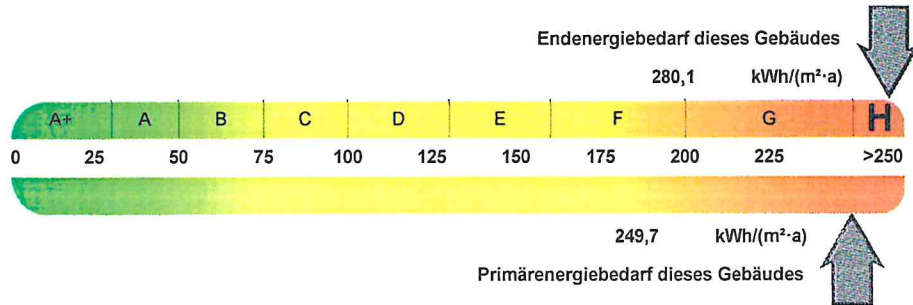 Endenergiebedarf dieses Gebäudes
280,1 kWh/(m²·a)
A+ A B C D E F G H
0 25 50 75 100 125 150 175 200 225 >250
249,7 kWh/(m²·a)
Primärenergiebedarf dieses Gebäudes